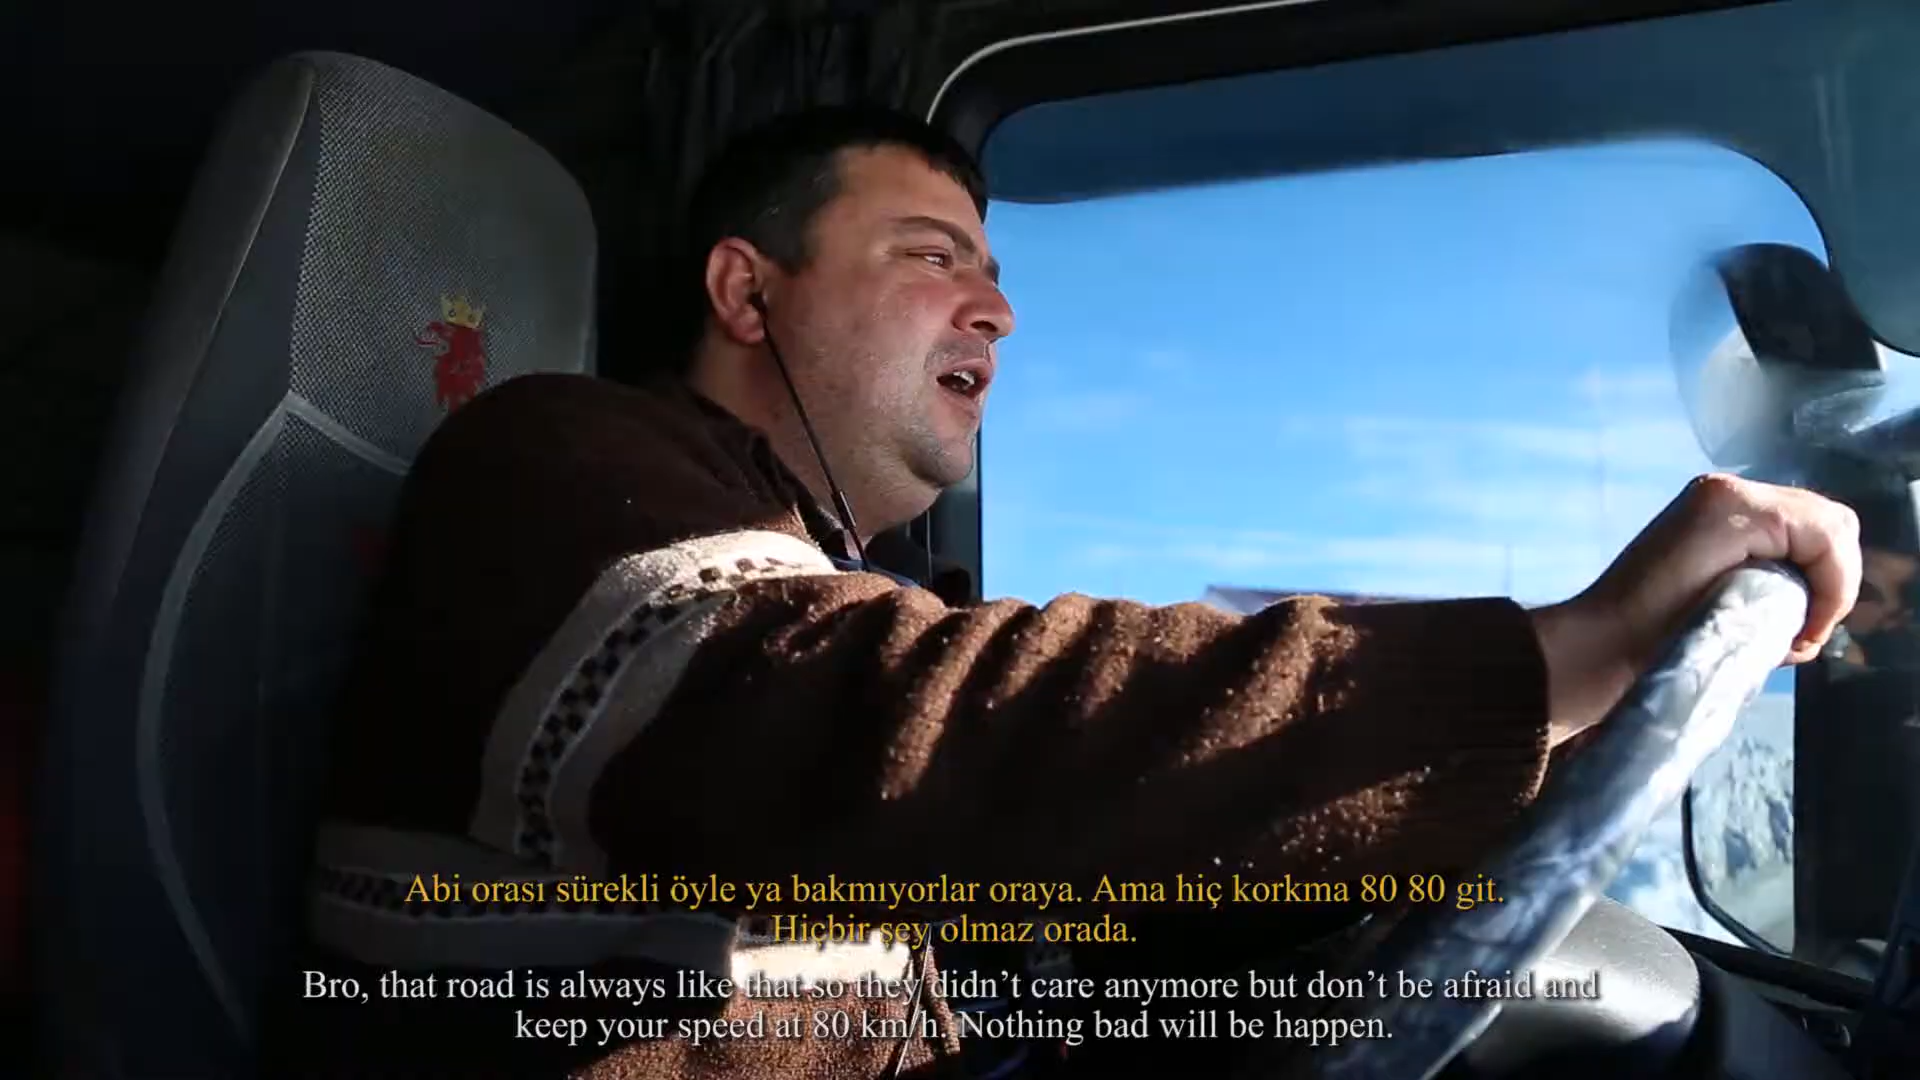 Abi orası sürekli öyle ya bakmıyorlar oraya. Ama hiç korkma 80 80 git.
Hiçbir şey olmaz orada.
Bro, that road is always like that so they didn’t care anymore but don’t be afraid and
keep your speed at 80 km/h. Nothing bad will be happen.